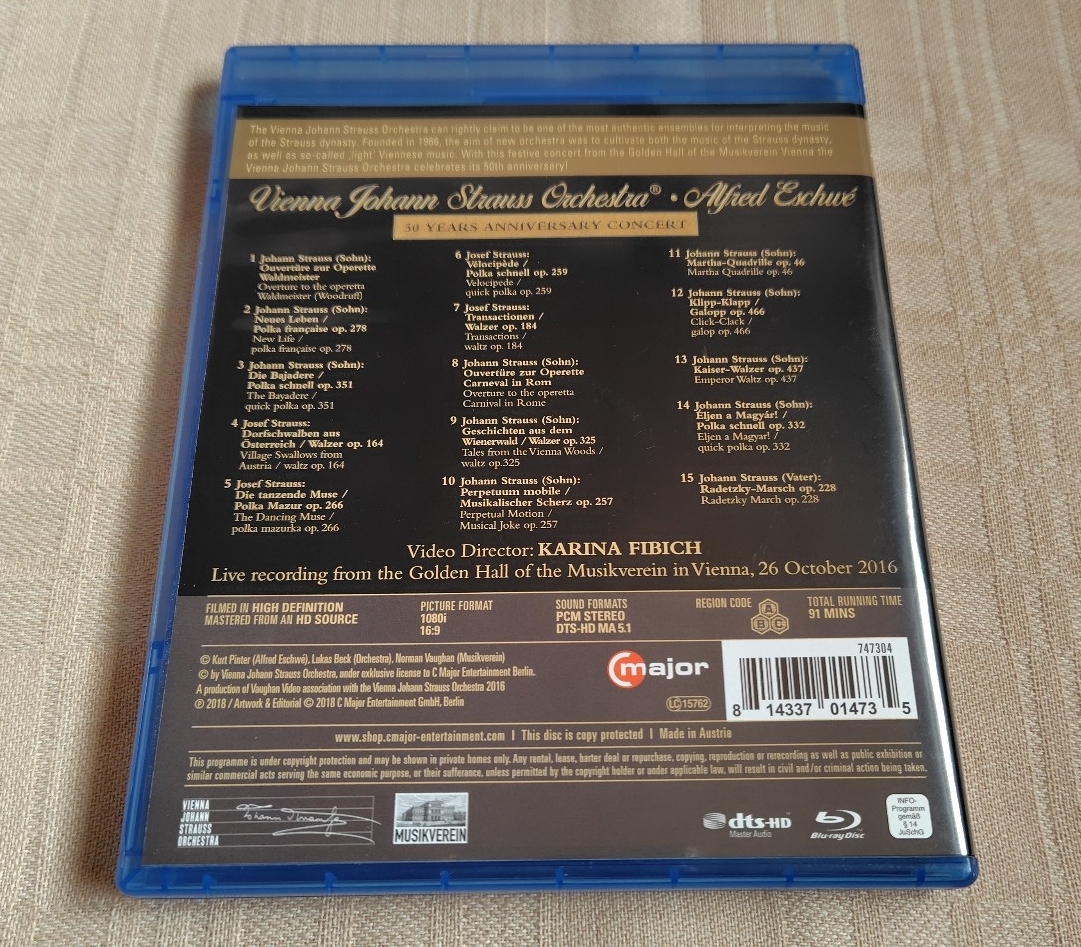 The Vienna Johann Strauss Orchestra can rightly claim to be one of the most authentic ensembles for interpreting the music
of the Strauss dynasty. Founded in 1966, the aim of new orchestra was to cultivate both the music of the Strauss dynasty,
as well as so-called ‚light' Viennese music. With this festive concert from the Golden Hall of the Musikverein Vienna the
Vienna Johann Strauss Orchestra celebrates its 50th anniversary!
Vienna Johann Strauss Orchestra® · Alfred Eschwé
50 YEARS ANNIVERSARY CONCERT
1 Johann Strauss (Sohn):
Ouvertüre zur Operette
Waldmeister
Overture to the operetta
Waldmeister (Woodruff)
2 Johann Strauss (Sohn):
Neues Leben /
Polka française op. 278
New Life /
polka française op. 278
3 Johann Strauss (Sohn):
Die Bajadere /
Polka schnell op. 351
The Bayadere /
quick polka op. 351
4 Josef Strauss:
Dorfschwalben aus
Österreich / Walzer op. 164
Village Swallows from
Austria / waltz op. 164
5 Josef Strauss:
Die tanzende Muse /
Polka Mazur op. 266
The Dancing Muse /
polka mazurka op. 266
6 Josef Strauss:
Vélocipède /
Polka schnell op. 259
Velocipede /
quick polka op. 259
7 Josef Strauss:
Transactionen /
Walzer op. 184
Transactions /
waltz op. 184
8 Johann Strauss (Sohn):
Ouvertüre zur Operette
Carneval in Rom
Overture to the operetta
Carnival in Rome
9 Johann Strauss (Sohn):
Geschichten aus dem
Wienerwald / Walzer op. 325
Tales from the Vienna Woods /
waltz op.325
10 Johann Strauss (Sohn):
Perpetuum mobile /
Musikalischer Scherz op. 257
Perpetual Motion /
Musical Joke op. 257
11 Johann Strauss (Sohn):
Martha-Quadrille op. 46
Martha Quadrille op. 46
12 Johann Strauss (Sohn):
Klipp-Klapp /
Galopp op. 466
Click-Clack /
galop op. 466
13 Johann Strauss (Sohn):
Kaiser-Walzer op. 437
Emperor Waltz op. 437
14 Johann Strauss (Sohn):
Éljen a Magyár! /
Polka schnell op. 332
Eljen a Magyar! /
quick polka op. 332
15 Johann Strauss (Vater):
Radetzky-Marsch op. 228
Radetzky March op. 228
Video Director: KARINA FIBICH
Live recording from the Golden Hall of the Musikverein in Vienna, 26 October 2016
FILMED IN HIGH DEFINITION
MASTERED FROM AN HD SOURCE
PICTURE FORMAT
1080i
16:9
SOUND FORMATS
PCM STEREO
DTS-HD MA 5.1
REGION CODE
A
B C
TOTAL RUNNING TIME
91 MINS
© Kurt Pinter (Alfred Eschwé), Lukas Beck (Orchestra), Norman Vaughan (Musikverein)
© by Vienna Johann Strauss Orchestra, under exklusive license to C Major Entertainment Berlin.
A production of Vaughan Video association with the Vienna Johann Strauss Orchestra 2016
℗ 2018 / Artwork & Editorial © 2018 C Major Entertainment GmbH, Berlin
C major
LC 15762
747304
8 14337 01473 5
www.shop.cmajor-entertainment.com I This disc is copy protected I Made in Austria
This programme is under copyright protection and may be shown in private homes only. Any rental, lease, barter deal or repurchase, copying, reproduction or rerecording as well as public exhibition or
similar commercial acts serving the same economic purpose, or their sufferance, unless permitted by the copyright holder or under applicable law, will result in civil and/or criminal action being taken.
VIENNA
JOHANN
STRAUSS
ORCHESTRA
Johann Strauss
MUSIKVEREIN
dts-HD
Master Audio
Blu-ray Disc
INFO-
Programm
gemäß
§ 14
JuSchG